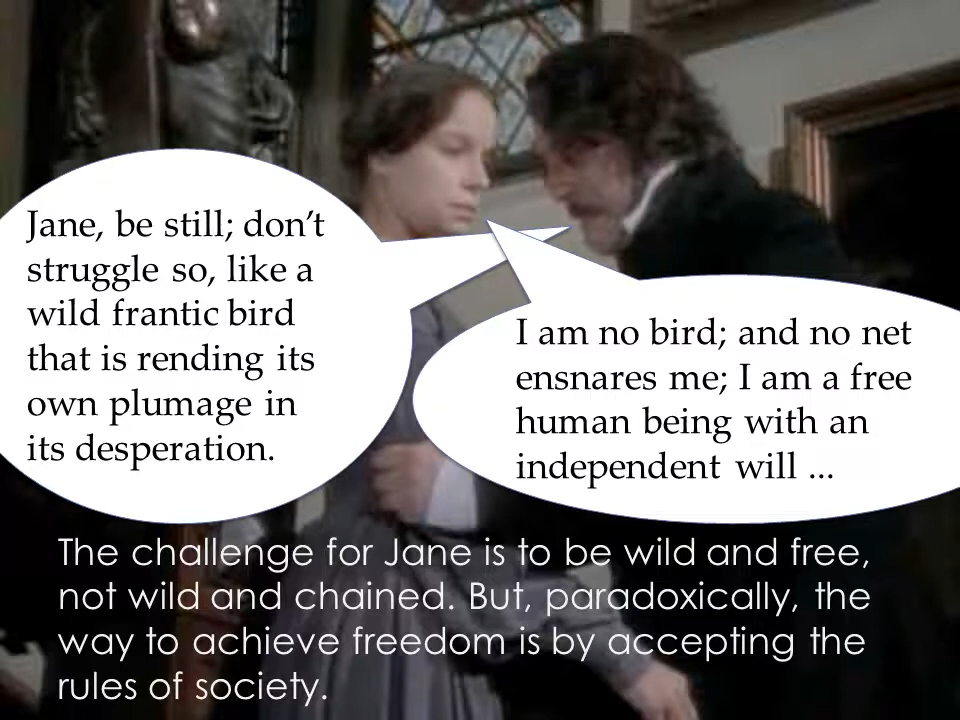 Jane, be still; don’t
struggle so, like a
wild frantic bird
that is rending its
own plumage in
its desperation.
I am no bird; and no net
ensnares me; I am a free
human being with an
independent will ...
The challenge for Jane is to be wild and free,
not wild and chained. But, paradoxically, the
way to achieve freedom is by accepting the
rules of society.